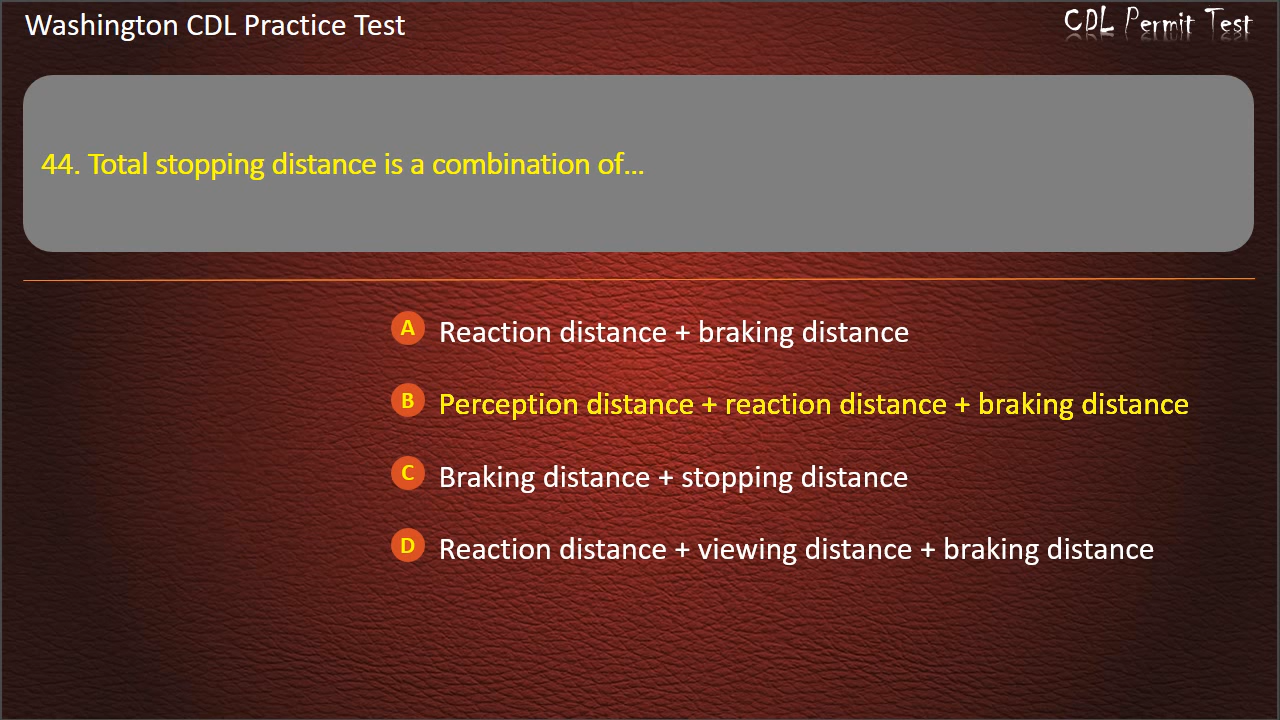 Washington CDL Practice Test
CDL Permit Test
44. Total stopping distance is a combination of...
A Reaction distance + braking distance
B Perception distance + reaction distance + braking distance
C Braking distance + stopping distance
D Reaction distance + viewing distance + braking distance